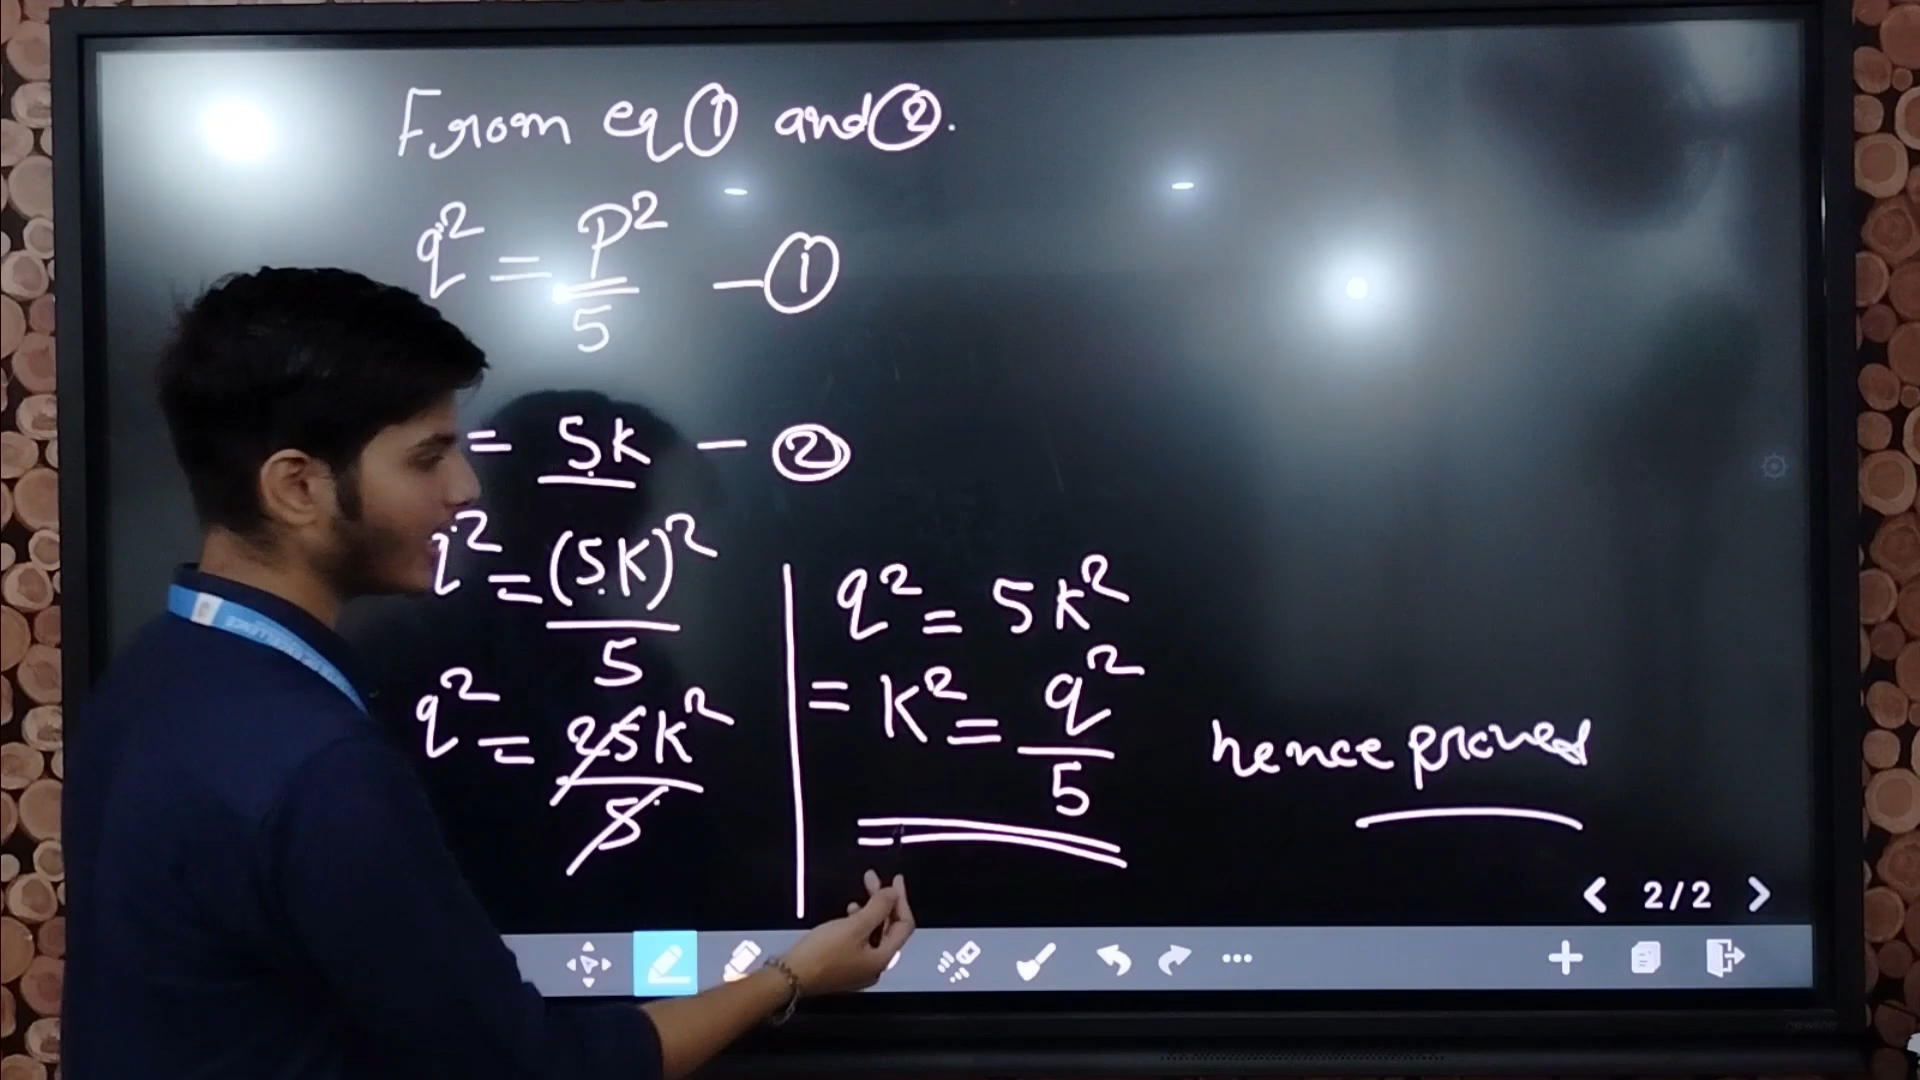 From eq ① and ②.
q² = p²/5 – ①
= 5K – ②
q² = (5K)²/5
q² = 25K²/5
q² = 5K²
= K² = q²/5
hence proved
2/2